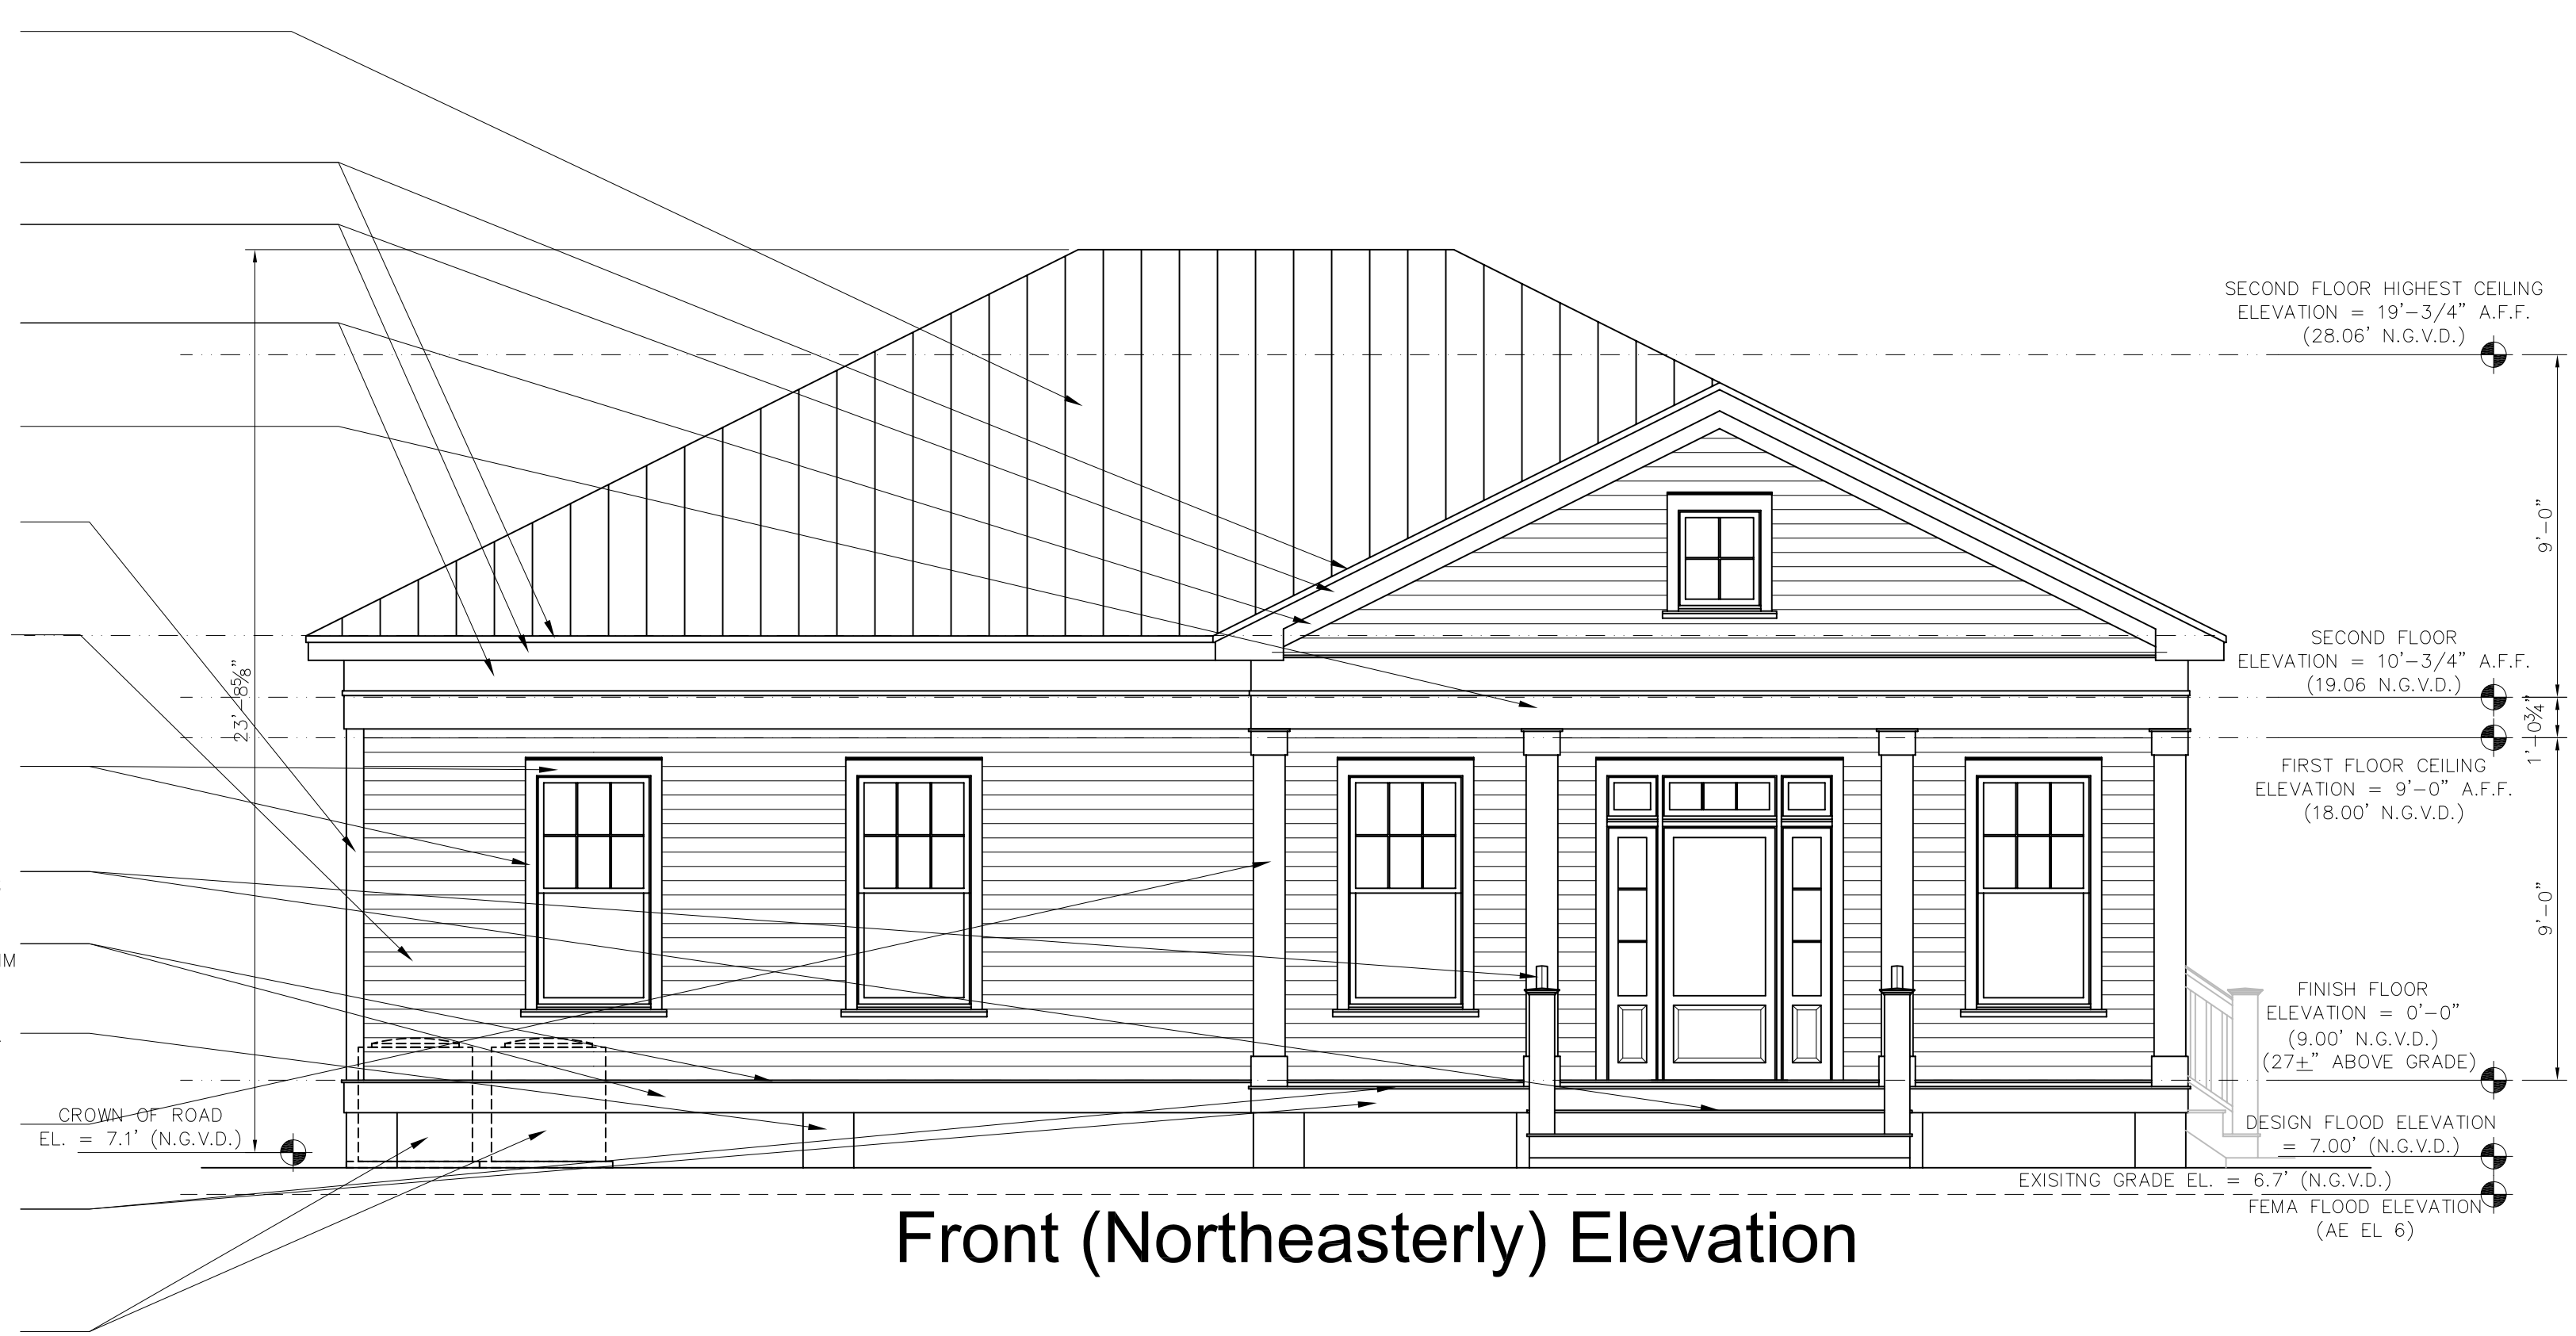 SECOND FLOOR HIGHEST CEILING
ELEVATION = 19'-3/4" A.F.F.
(28.06' N.G.V.D.)
9'-0"
23'-8⅝"
SECOND FLOOR
ELEVATION = 10'-3/4" A.F.F.
(19.06 N.G.V.D.)
1'-0¾"
FIRST FLOOR CEILING
ELEVATION = 9'-0" A.F.F.
(18.00' N.G.V.D.)
9'-0"
FINISH FLOOR
ELEVATION = 0'-0"
(9.00' N.G.V.D.)
(27±" ABOVE GRADE)
CROWN OF ROAD
EL. = 7.1' (N.G.V.D.)
DESIGN FLOOD ELEVATION
= 7.00' (N.G.V.D.)
EXISITNG GRADE EL. = 6.7' (N.G.V.D.)
FEMA FLOOD ELEVATION
(AE EL 6)
Front (Northeasterly) Elevation